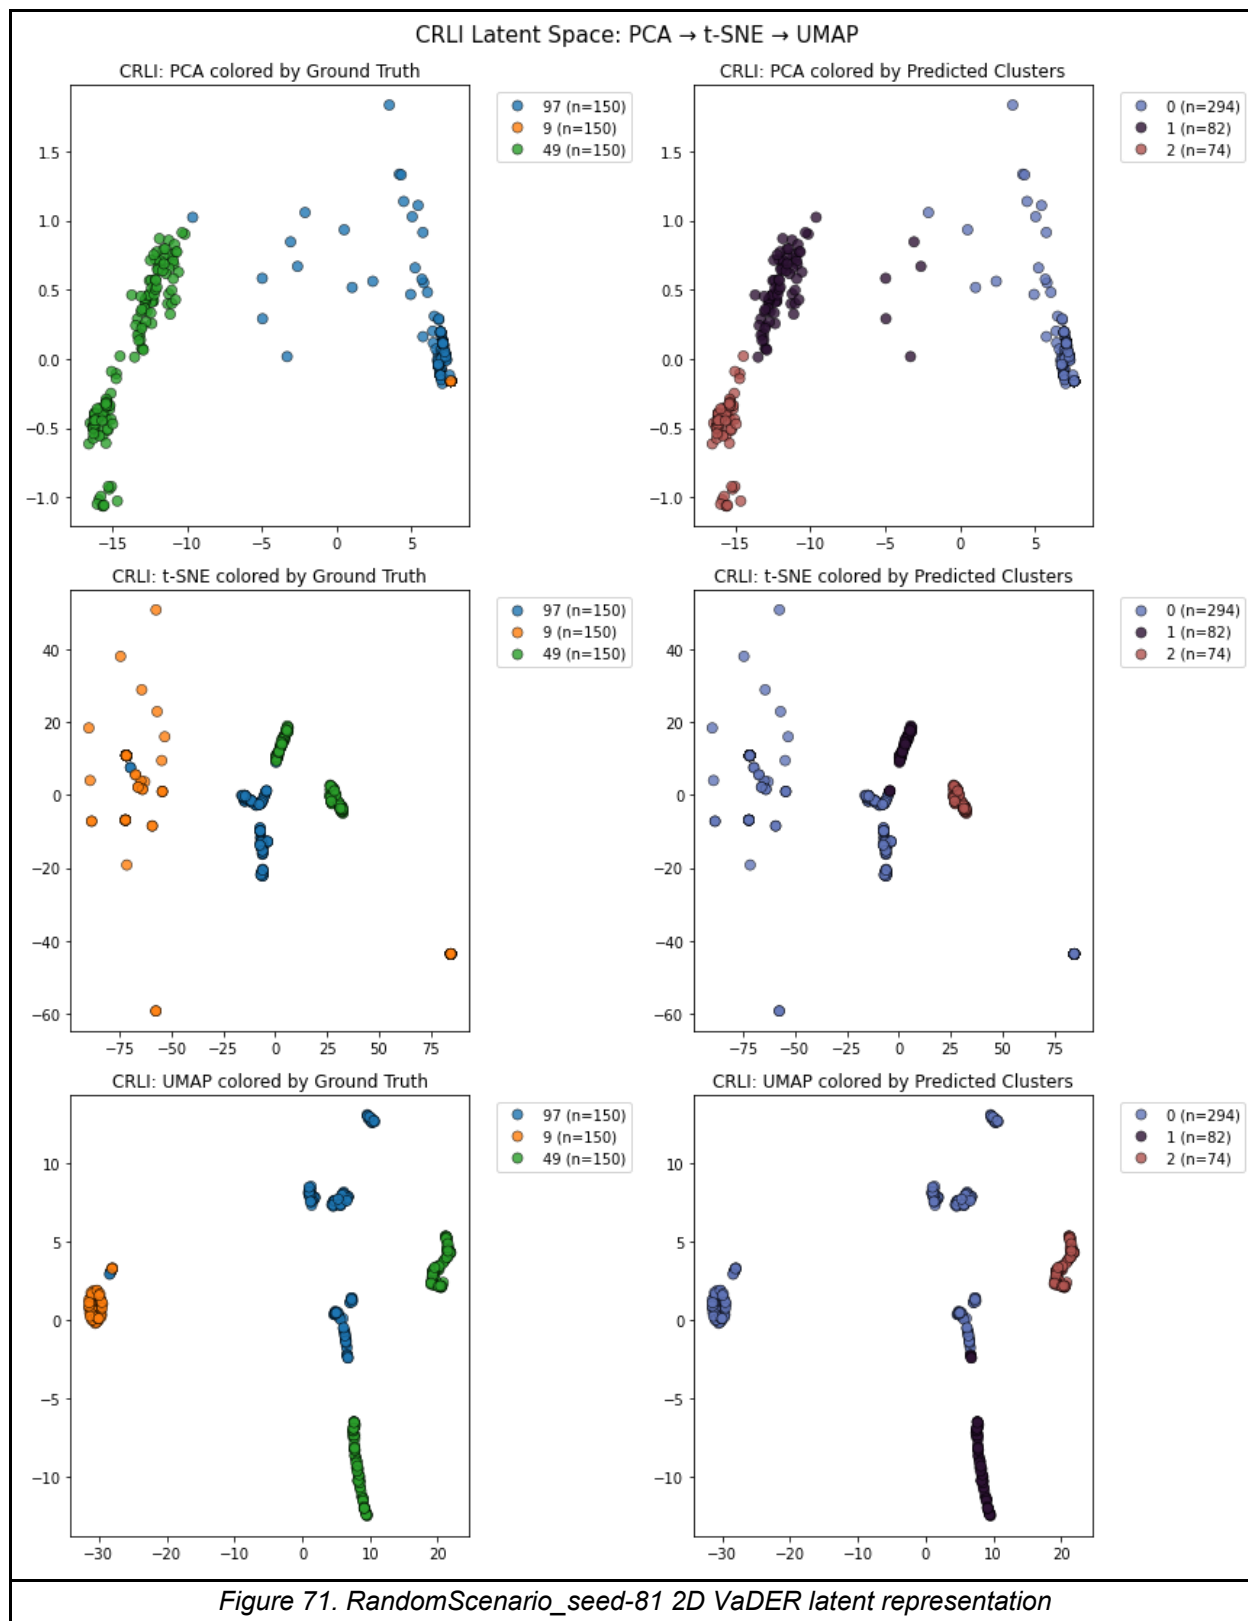 CRLI Latent Space: PCA → t-SNE → UMAP
CRLI: PCA colored by Ground Truth
97 (n=150)
9 (n=150)
49 (n=150)
1.5
1.0
0.5
0.0
−0.5
−1.0
−15 −10 −5 0 5
CRLI: PCA colored by Predicted Clusters
0 (n=294)
1 (n=82)
2 (n=74)
1.5
1.0
0.5
0.0
−0.5
−1.0
−15 −10 −5 0 5
CRLI: t-SNE colored by Ground Truth
97 (n=150)
9 (n=150)
49 (n=150)
40
20
0
−20
−40
−60
−75 −50 −25 0 25 50 75
CRLI: t-SNE colored by Predicted Clusters
0 (n=294)
1 (n=82)
2 (n=74)
40
20
0
−20
−40
−60
−75 −50 −25 0 25 50 75
CRLI: UMAP colored by Ground Truth
97 (n=150)
9 (n=150)
49 (n=150)
10
5
0
−5
−10
−30 −20 −10 0 10 20
CRLI: UMAP colored by Predicted Clusters
0 (n=294)
1 (n=82)
2 (n=74)
10
5
0
−5
−10
−30 −20 −10 0 10 20
Figure 71. RandomScenario_seed-81 2D VaDER latent representation